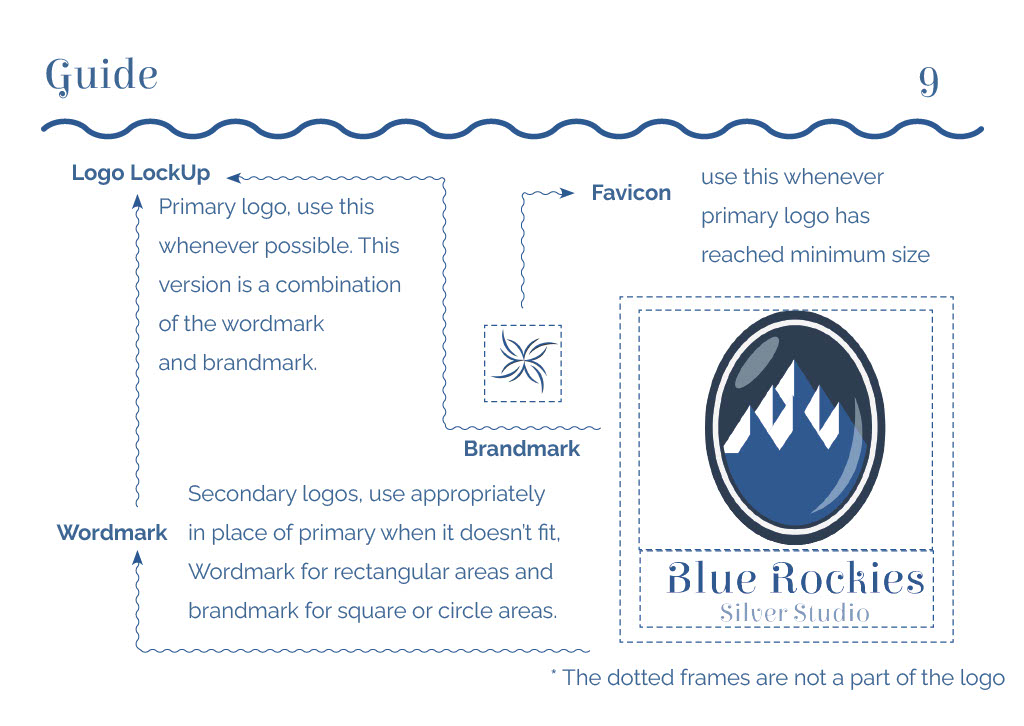 Guide
9
Logo LockUp
Primary logo, use this
whenever possible. This
version is a combination
of the wordmark
and brandmark.
Favicon
use this whenever
primary logo has
reached minimum size
Brandmark
Wordmark
Secondary logos, use appropriately
in place of primary when it doesn't fit,
Wordmark for rectangular areas and
brandmark for square or circle areas.
Blue Rockies
Silver Studio
* The dotted frames are not a part of the logo